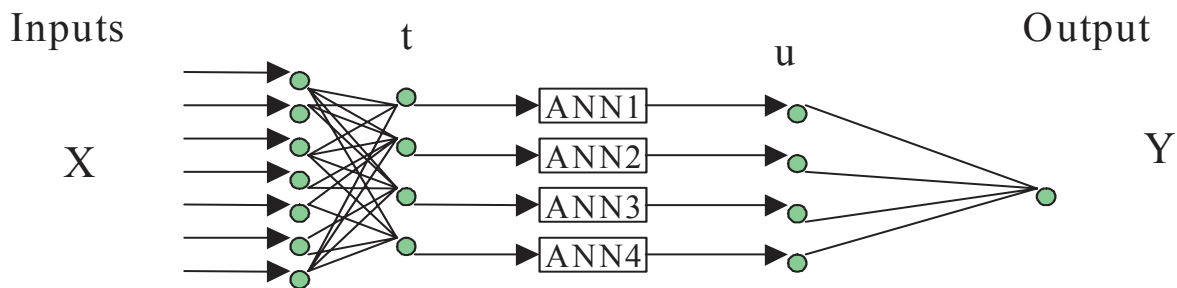 Inputs
t
u
Output
X
Y
ANN1
ANN2
ANN3
ANN4